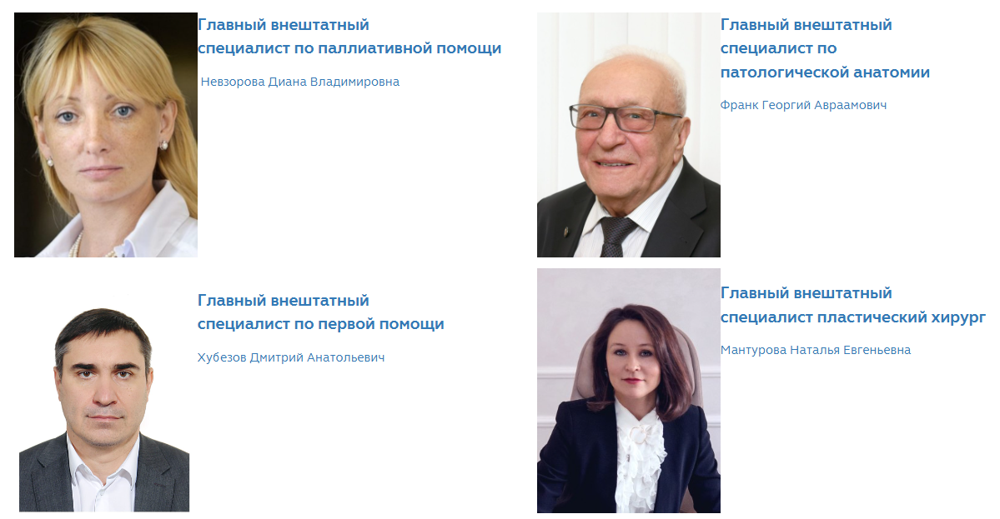 Главный внештатный
специалист по паллиативной помощи
Невзорова Диана Владимировна
Главный внештатный
специалист по
патологической анатомии
Франк Георгий Авраамович
Главный внештатный
специалист по первой помощи
Хубезов Дмитрий Анатольевич
Главный внештатный
специалист пластический хирург
Мантурова Наталья Евгеньевна